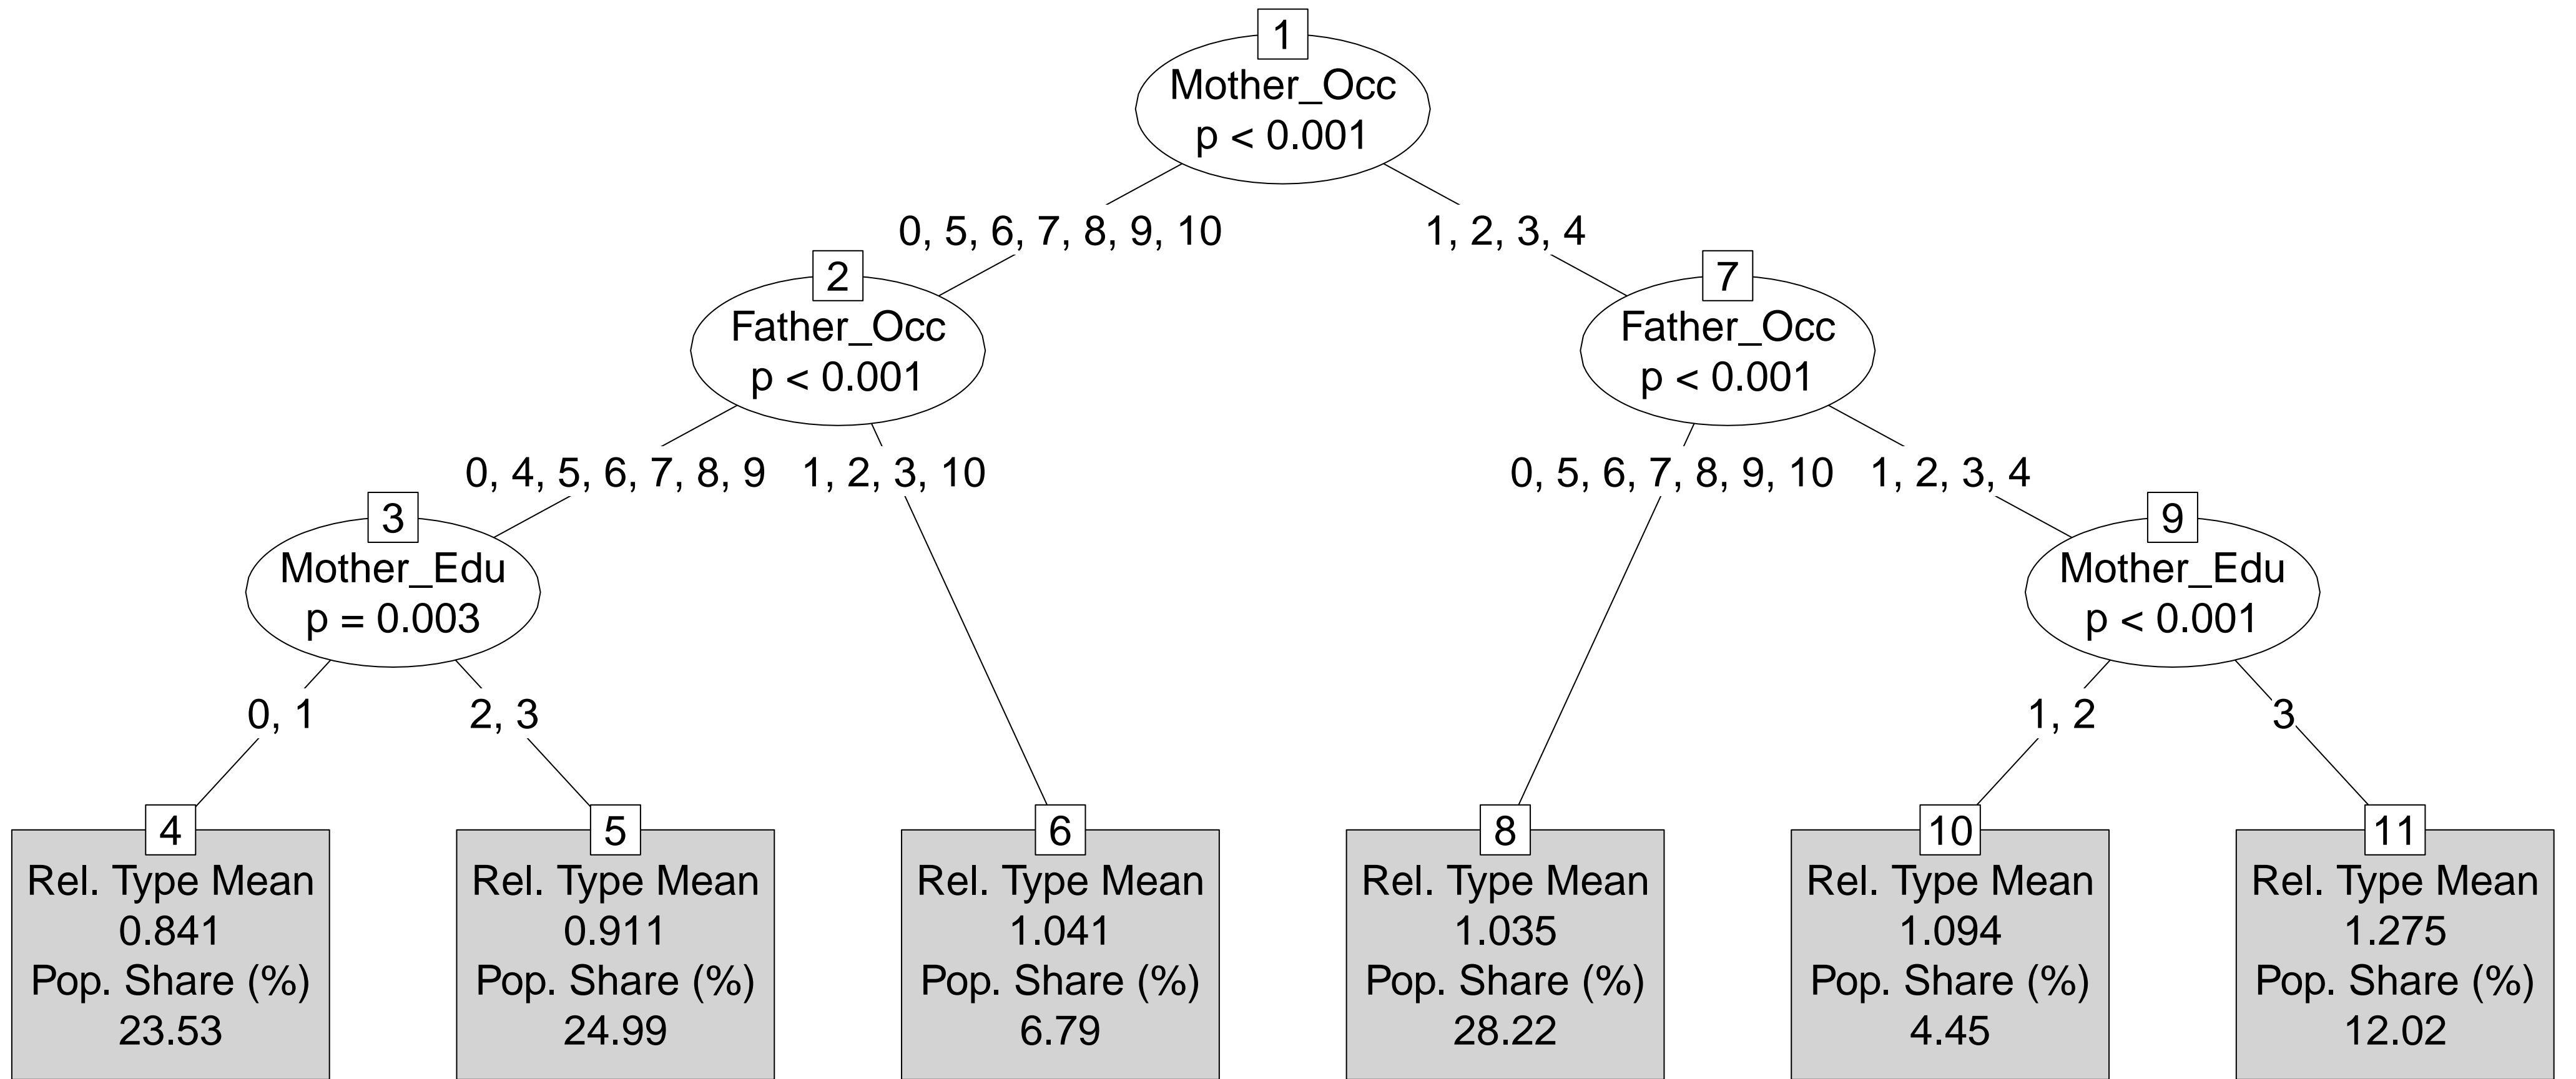 1
Mother_Occ
p < 0.001
0, 5, 6, 7, 8, 9, 10
1, 2, 3, 4
2
Father_Occ
p < 0.001
7
Father_Occ
p < 0.001
0, 4, 5, 6, 7, 8, 9
1, 2, 3, 10
0, 5, 6, 7, 8, 9, 10
1, 2, 3, 4
3
Mother_Edu
p = 0.003
9
Mother_Edu
p < 0.001
0, 1
2, 3
1, 2
3
4
Rel. Type Mean
0.841
Pop. Share (%)
23.53
5
Rel. Type Mean
0.911
Pop. Share (%)
24.99
6
Rel. Type Mean
1.041
Pop. Share (%)
6.79
8
Rel. Type Mean
1.035
Pop. Share (%)
28.22
10
Rel. Type Mean
1.094
Pop. Share (%)
4.45
11
Rel. Type Mean
1.275
Pop. Share (%)
12.02